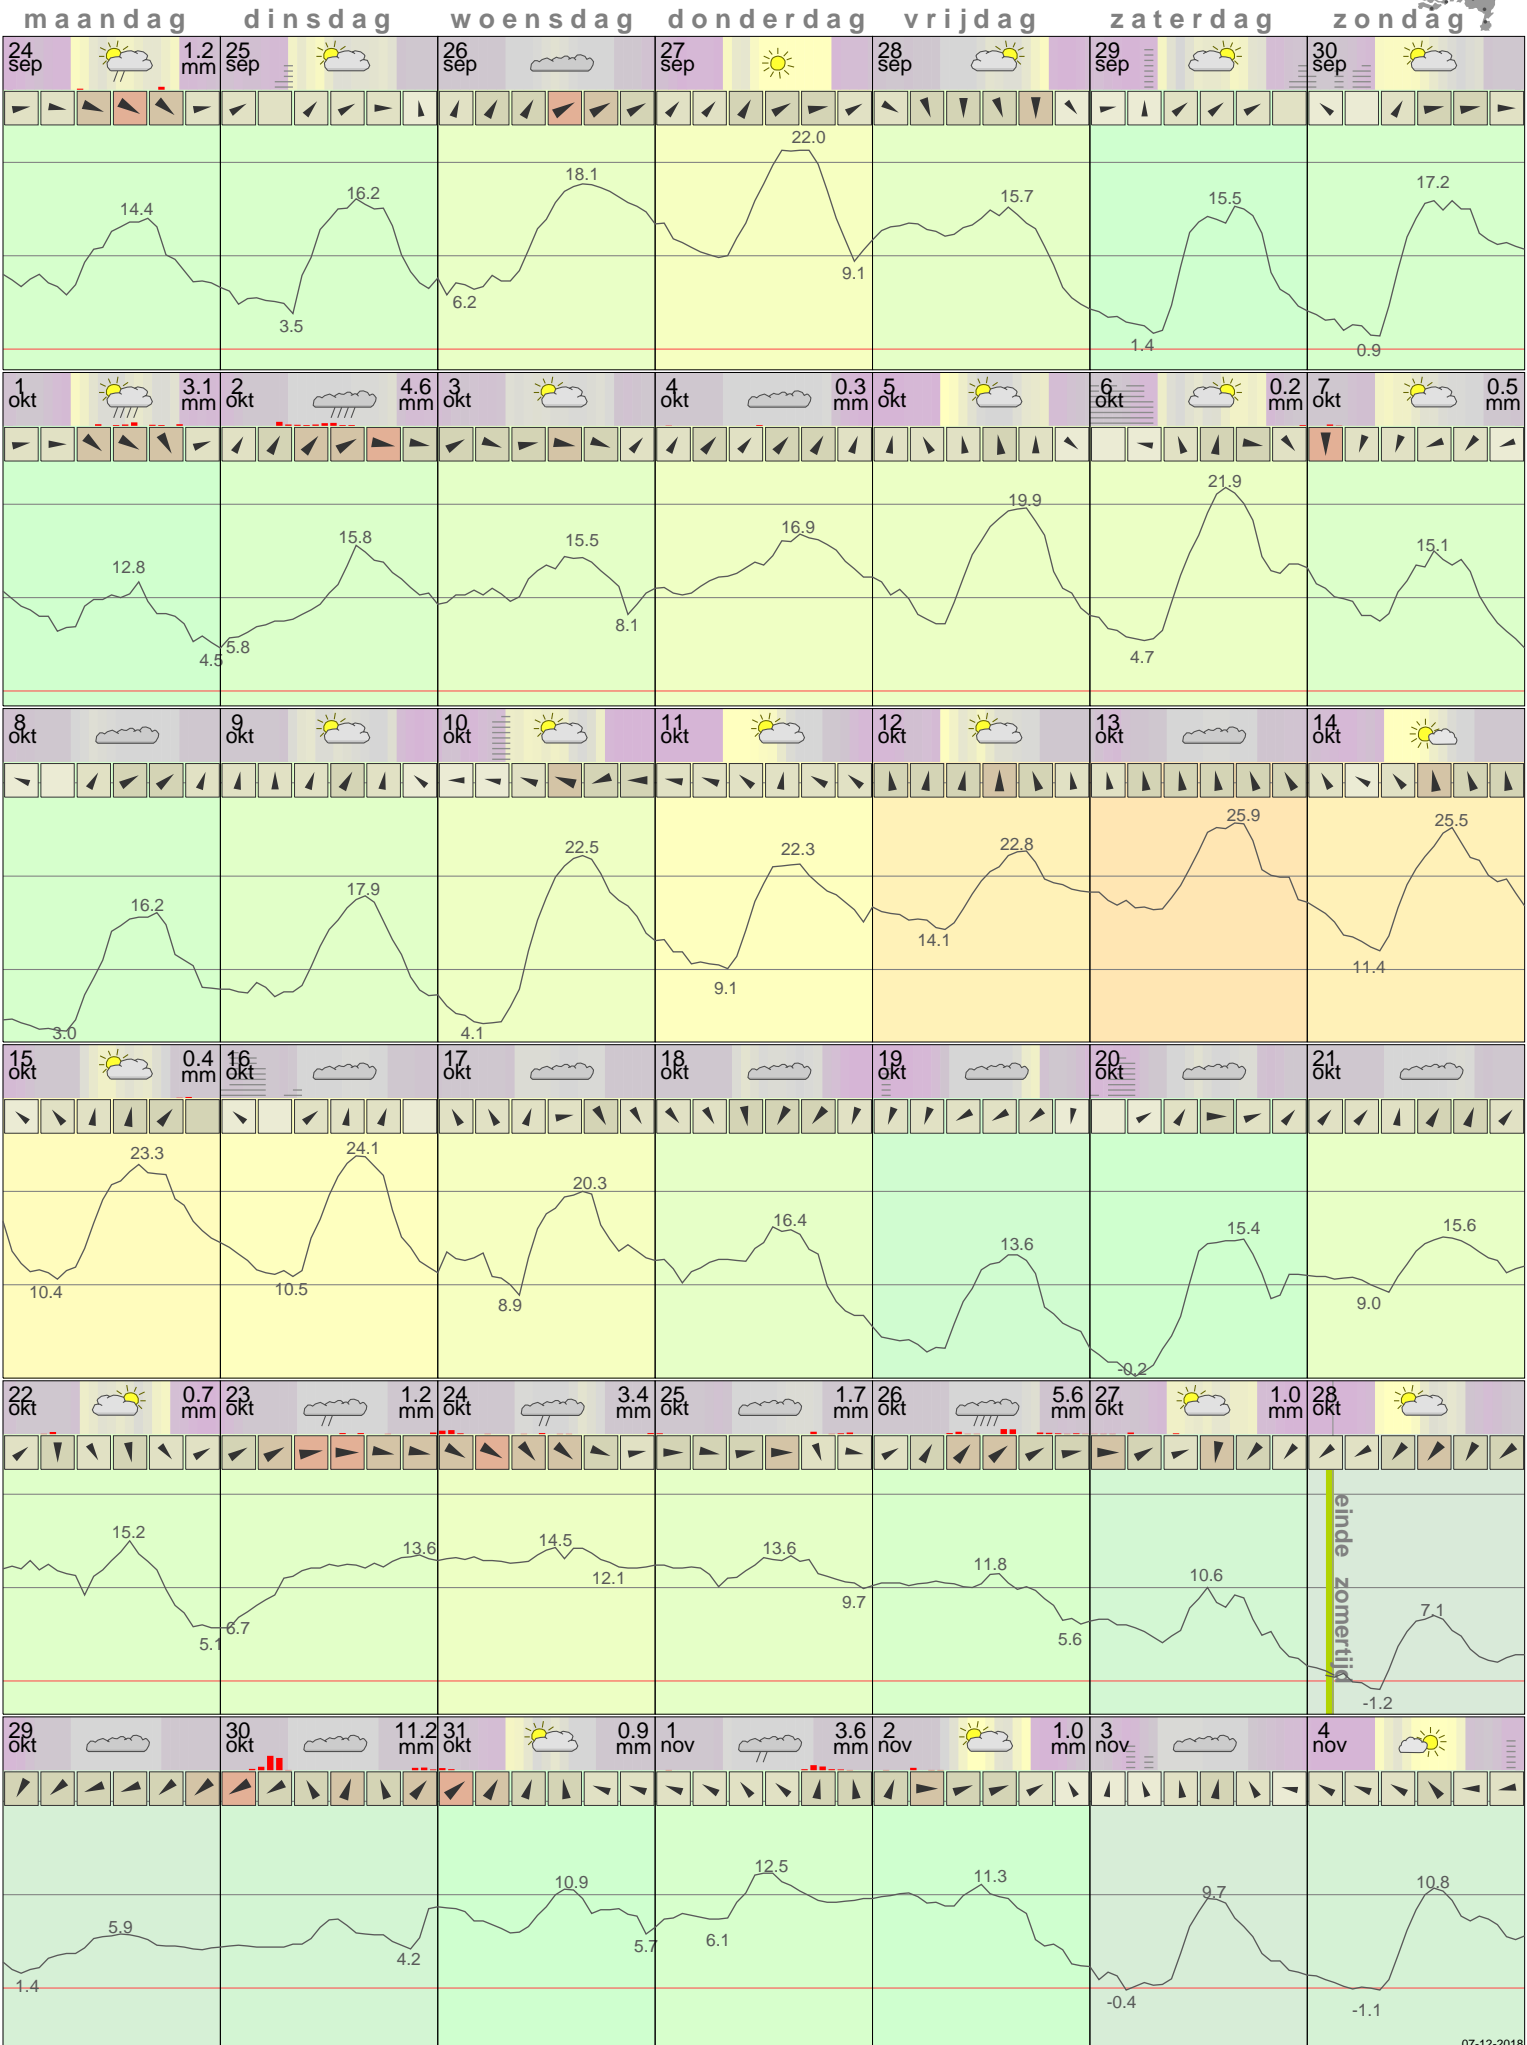 maandag dinsdag woensdag donderdag vrijdag zaterdag zondag
24 1.2 25 26 27 28 29 30
sep mm sep sep sep sep sep sep
14.4 16.2 18.1 22.0 15.7 15.5 17.2
3.5 6.2 9.1 1.4 0.9
1 3.1 2 4.6 3 4 0.3 5 6 0.2 7 0.5
okt mm okt mm okt okt mm okt okt mm okt mm
12.8 15.8 15.5 16.9 19.9 21.9 15.1
4.5 5.8 8.1 4.7
8 9 10 11 12 13 14
okt okt okt okt okt okt okt
16.2 17.9 22.5 22.3 22.8 25.9 25.5
3.0 4.1 9.1 14.1 11.4
15 0.4 16 17 18 19 20 21
okt mm okt okt okt okt okt okt
23.3 24.1 20.3 16.4 13.6 15.4 15.6
10.4 10.5 8.9 -0.2 9.0
22 0.7 23 1.2 24 3.4 25 1.7 26 5.6 27 1.0 28
okt mm okt mm okt mm okt mm okt mm okt mm okt
15.2 13.6 14.5 13.6 11.8 10.6 7.1
5.1 6.7 12.1 9.7 5.6 -1.2
einde zomertijd
29 30 11.2 31 0.9 1 3.6 2 1.0 3 4
okt okt mm okt mm nov mm nov mm nov nov
5.9 10.9 12.5 11.3 9.7 10.8
1.4 4.2 5.7 6.1 -0.4 -1.1
07-12-2018